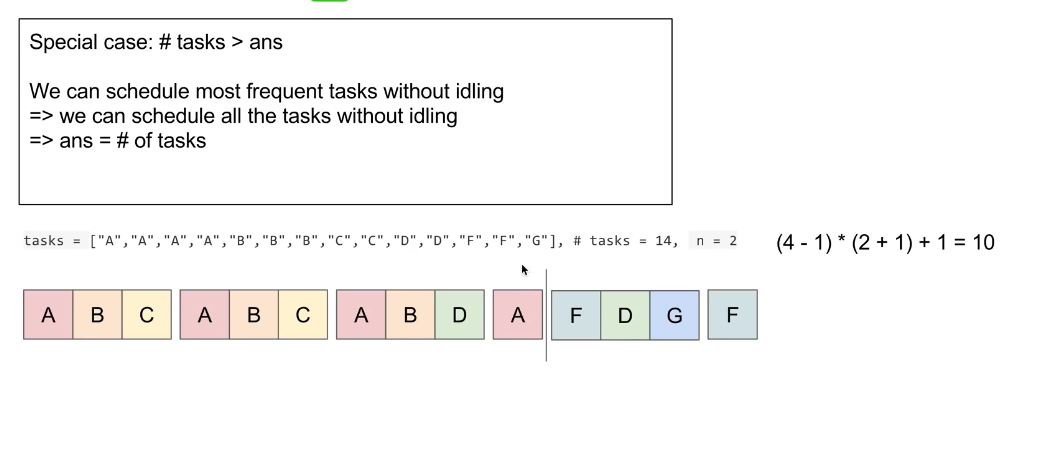 Special case: # tasks > ans
We can schedule most frequent tasks without idling
=> we can schedule all the tasks without idling
=> ans = # of tasks
tasks = ["A","A","A","A","B","B","B","C","C","D","D","F","F","G"], # tasks = 14, n = 2 (4 - 1) * (2 + 1) + 1 = 10
A B C A B C A B D A F D G F